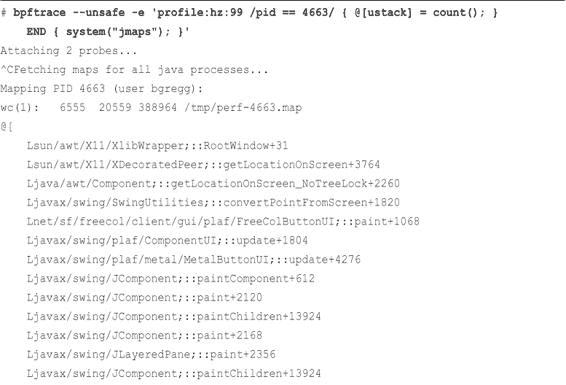 # bpftrace --unsafe -e 'profile:hz:99 /pid == 4663/ { @[ustack] = count(); }
END { system("jmaps"); }'
Attaching 2 probes...
^CFetching maps for all java processes...
Mapping PID 4663 (user bgregg):
wc(1):   6555  20559 388964 /tmp/perf-4663.map
@[
Lsun/awt/X11/XlibWrapper;::RootWindow+31
Lsun/awt/X11/XDecoratedPeer;::getLocationOnScreen+3764
Ljava/awt/Component;::getLocationOnScreen_NoTreeLock+2260
Ljavax/swing/SwingUtilities;::convertPointFromScreen+1820
Lnet/sf/freecol/client/gui/plaf/FreeColButtonUI;::paint+1068
Ljavax/swing/plaf/ComponentUI;::update+1804
Ljavax/swing/plaf/metal/MetalButtonUI;::update+4276
Ljavax/swing/JComponent;::paintComponent+612
Ljavax/swing/JComponent;::paint+2120
Ljavax/swing/JComponent;::paintChildren+13924
Ljavax/swing/JComponent;::paint+2168
Ljavax/swing/JLayeredPane;::paint+2356
Ljavax/swing/JComponent;::paintChildren+13924